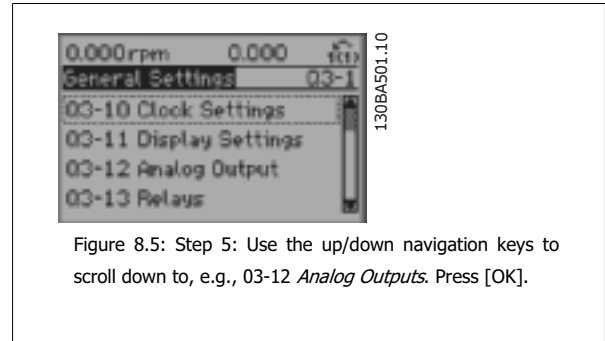 0.000rpm 0.000 1(1)
General Settings 03-1
03-10 Clock Settings
03-11 Display Settings
03-12 Analog Output
03-13 Relays
130BA501.10
Figure 8.5: Step 5: Use the up/down navigation keys to
scroll down to, e.g., 03-12 Analog Outputs. Press [OK].